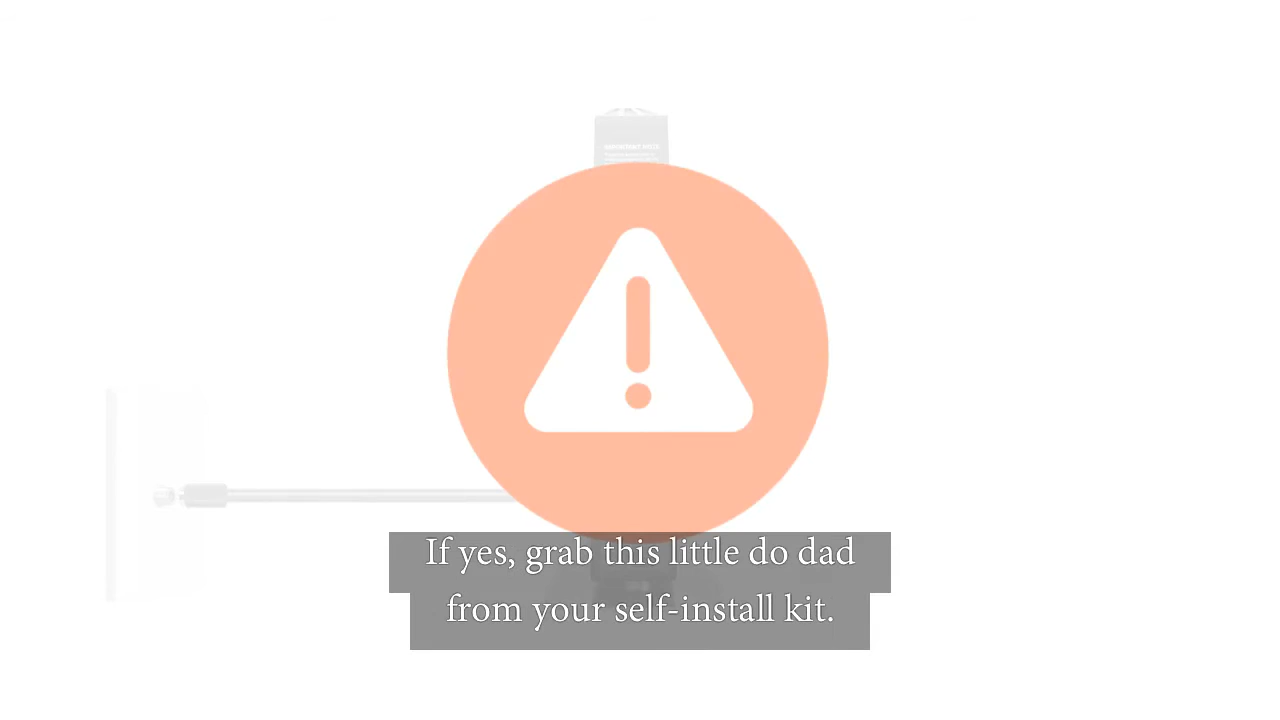 If yes, grab this little do dad
from your self-install kit.